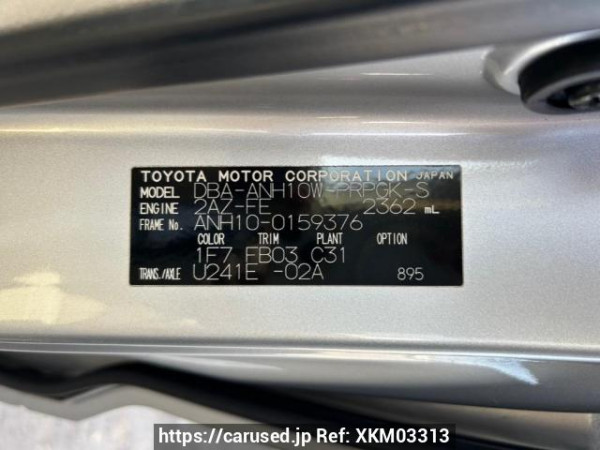 TOYOTA MOTOR CORPORATION JAPAN
MODEL DBA-ANH10W-PRPGK-S
ENGINE 2AZ-FE 2362 mL
FRAME No. ANH10-0159376
COLOR TRIM PLANT OPTION
1F7 EB03 C31
TRANS./AXLE U241E -02A 895
https://carused.jp Ref: XKM03313